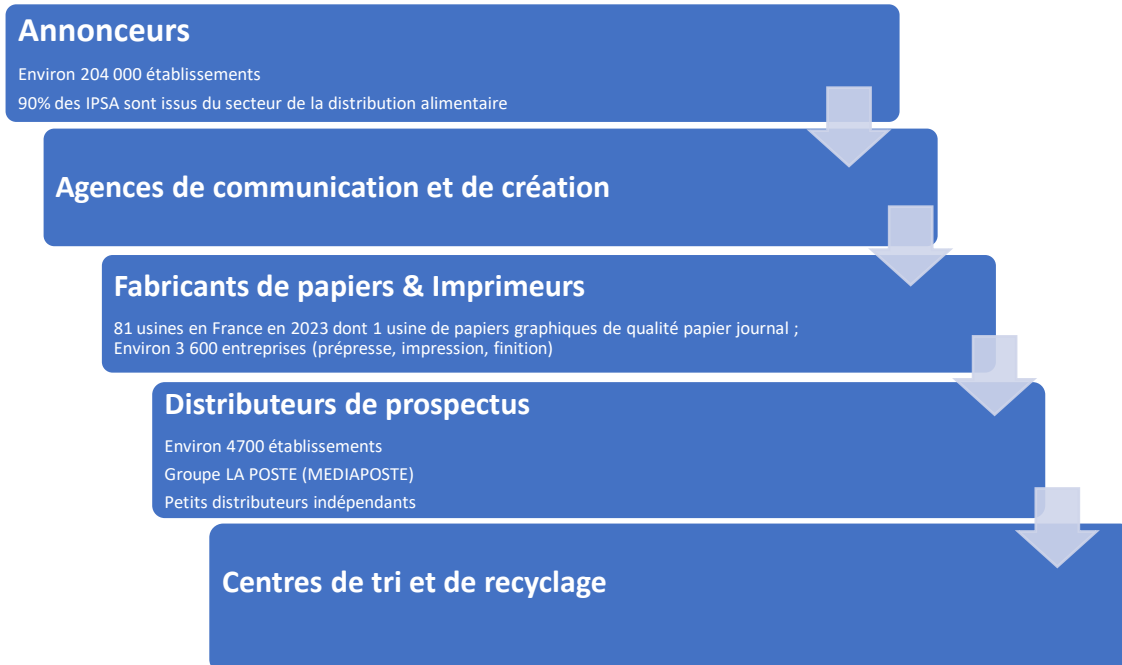 Annonceurs
Environ 204 000 établissements
90% des IPSA sont issus du secteur de la distribution alimentaire
Agences de communication et de création
Fabricants de papiers & Imprimeurs
81 usines en France en 2023 dont 1 usine de papiers graphiques de qualité papier journal ;
Environ 3 600 entreprises (prépresse, impression, finition)
Distributeurs de prospectus
Environ 4700 établissements
Groupe LA POSTE (MEDIAPOSTE)
Petits distributeurs indépendants
Centres de tri et de recyclage